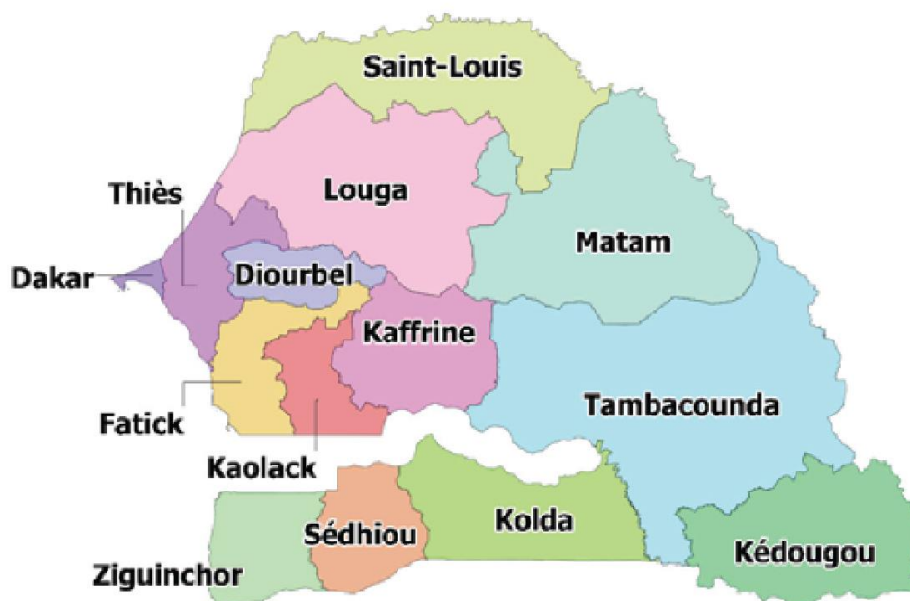 Saint-Louis
Thiès
Louga
Matam
Dakar
Diourbel
Kaffrine
Fatick
Tambacounda
Kaolack
Sédhiou
Kolda
Ziguinchor
Kédougou